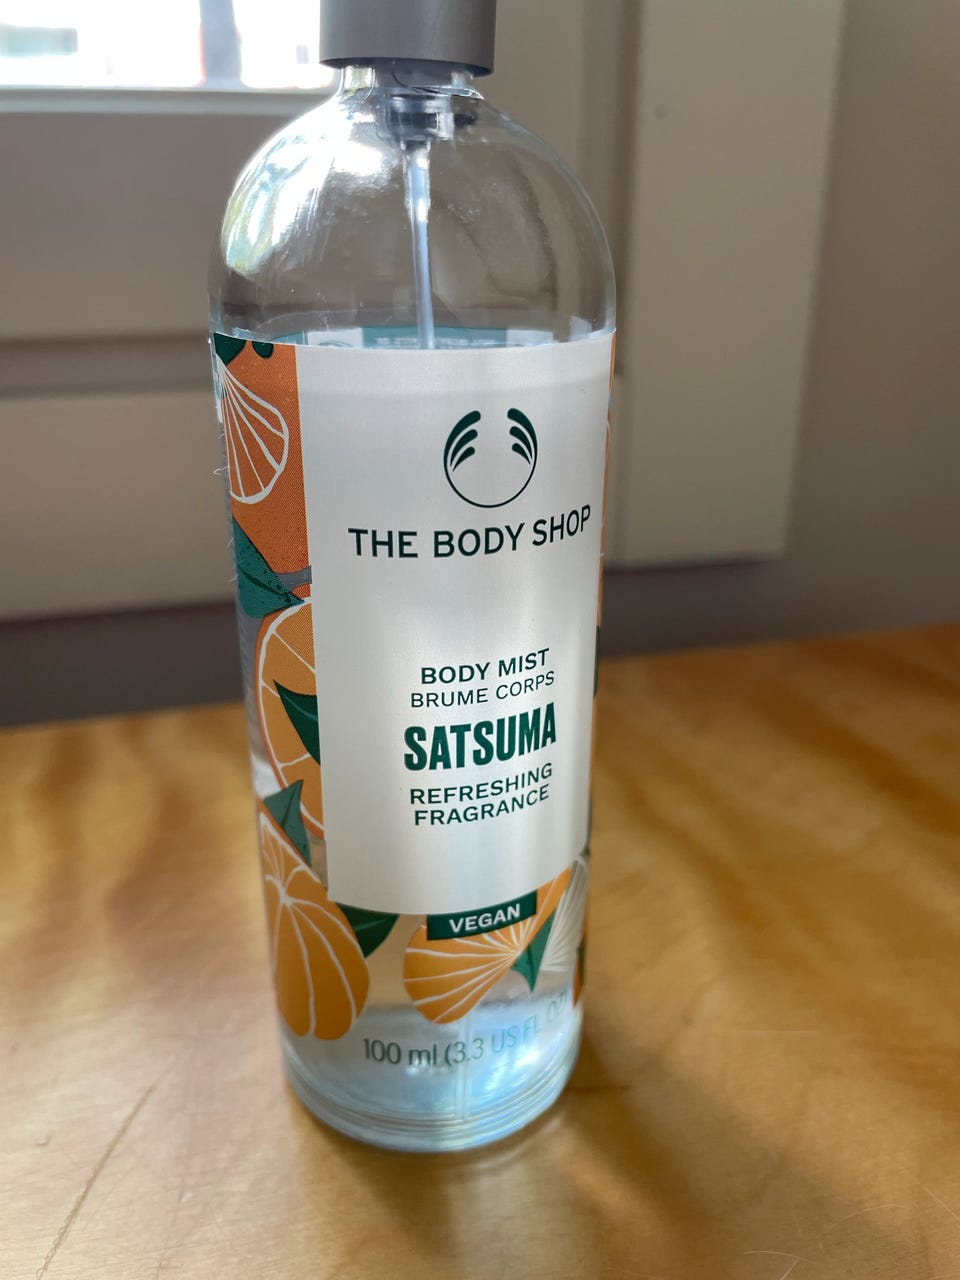 THE BODY SHOP
BODY MIST
BRUME CORPS
SATSUMA
REFRESHING
FRAGRANCE
VEGAN
100 ml (3.3 US FL OZ)